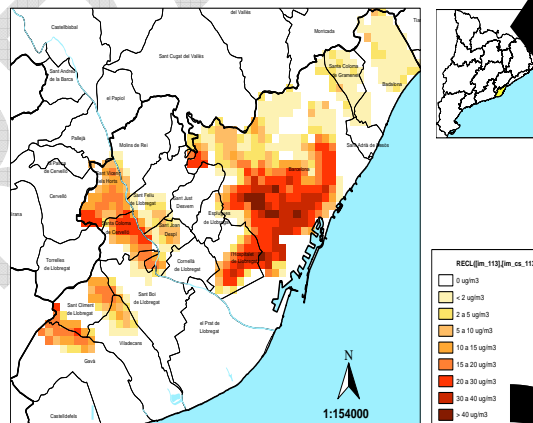 del Vallès
Castellbisbal
Montcada
Sant Cugat del Vallès
Santa Coloma
de Gramenet
Sant Andreu
de la Barca
Badalona
el Papiol
Pallejà
Molins de Rei
Sant Adrià de Besòs
de Cervelló
Barcelona
Sant Vicenç
dels Horts
Cervelló
Sant Feliu
de Llobregat
Sant Just
Desvern
Esplugues
de Llobregat
Santa Coloma
de Cervelló
Sant Joan
Despí
Torrelles
de Llobregat
Cornellà
de Llobregat
l'Hospitalet
de Llobregat
Sant Boi
de Llobregat
Sant Climent
de Llobregat
el Prat de
Llobregat
Viladecans
Gavà
Castelldefels
N
1:154000
RECL([im_113],[im_cs_113
0 ug/m3
< 2 ug/m3
2 a 5 ug/m3
5 a 10 ug/m3
10 a 15 ug/m3
15 a 20 ug/m3
20 a 30 ug/m3
30 a 40 ug/m3
> 40 ug/m3